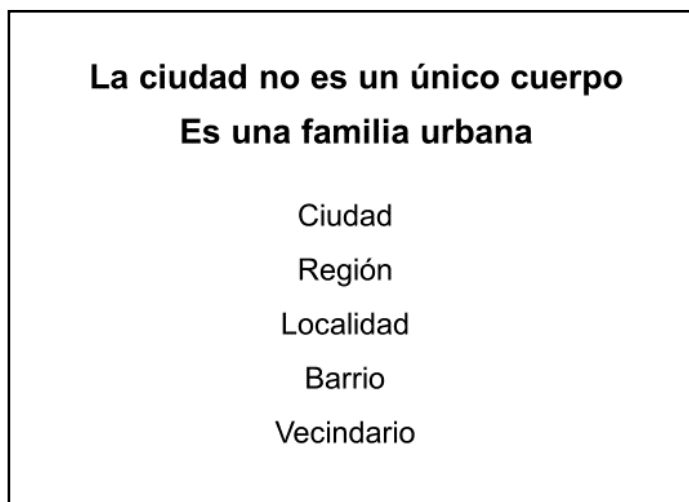 La ciudad no es un único cuerpo
Es una familia urbana
Ciudad
Región
Localidad
Barrio
Vecindario